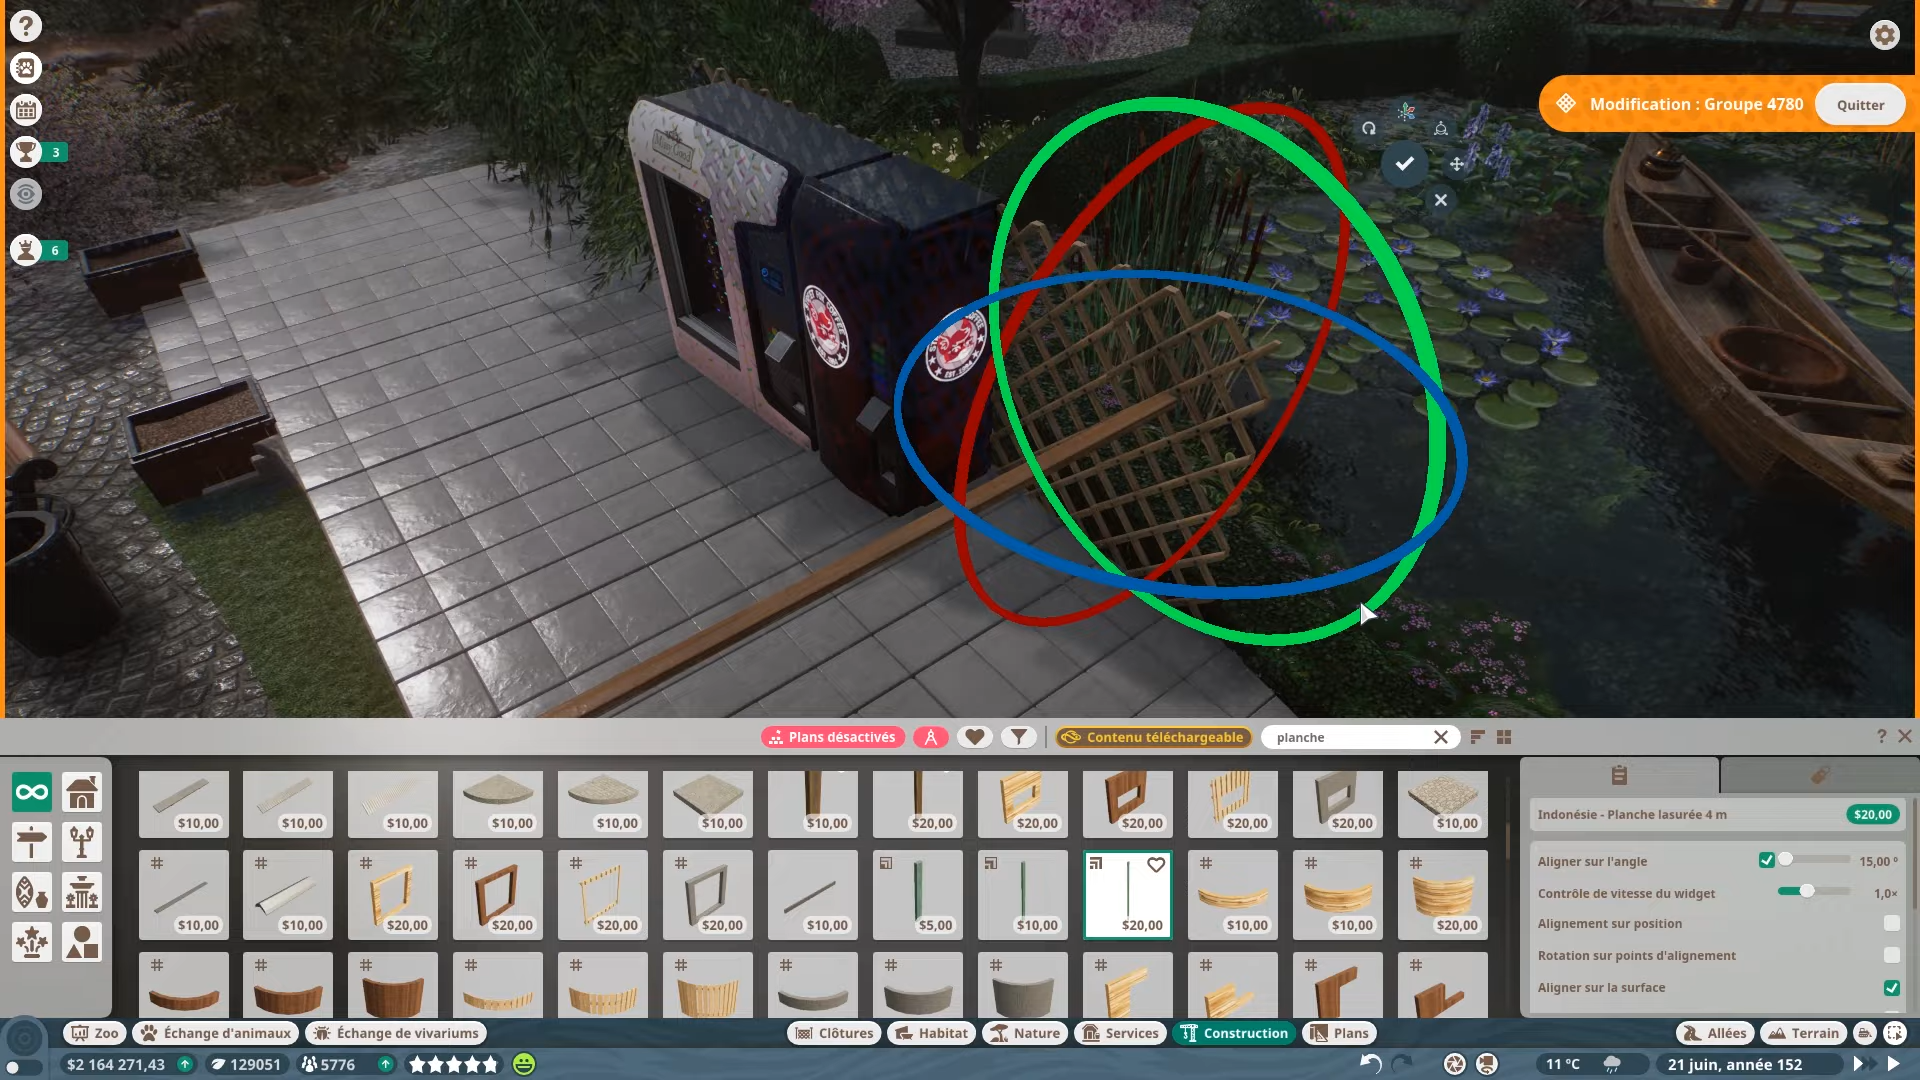 ?
3
6
Modification : Groupe 4780
Quitter
Plans désactivés
Contenu téléchargeable
planche
?
$10,00
$10,00
$10,00
$10,00
$10,00
$10,00
$10,00
$20,00
$20,00
$20,00
$20,00
$20,00
$10,00
$10,00
$10,00
$20,00
$20,00
$20,00
$20,00
$10,00
$5,00
$10,00
$20,00
$10,00
$10,00
$20,00
Indonésie - Planche lasurée 4 m
$20,00
Aligner sur l'angle
15,00 °
Contrôle de vitesse du widget
1,0×
Alignement sur position
Rotation sur points d'alignement
Aligner sur la surface
Zoo
Échange d'animaux
Échange de vivariums
Clôtures
Habitat
Nature
Services
Construction
Plans
Allées
Terrain
$2 164 271,43
129051
5776
11 °C
21 juin, année 152